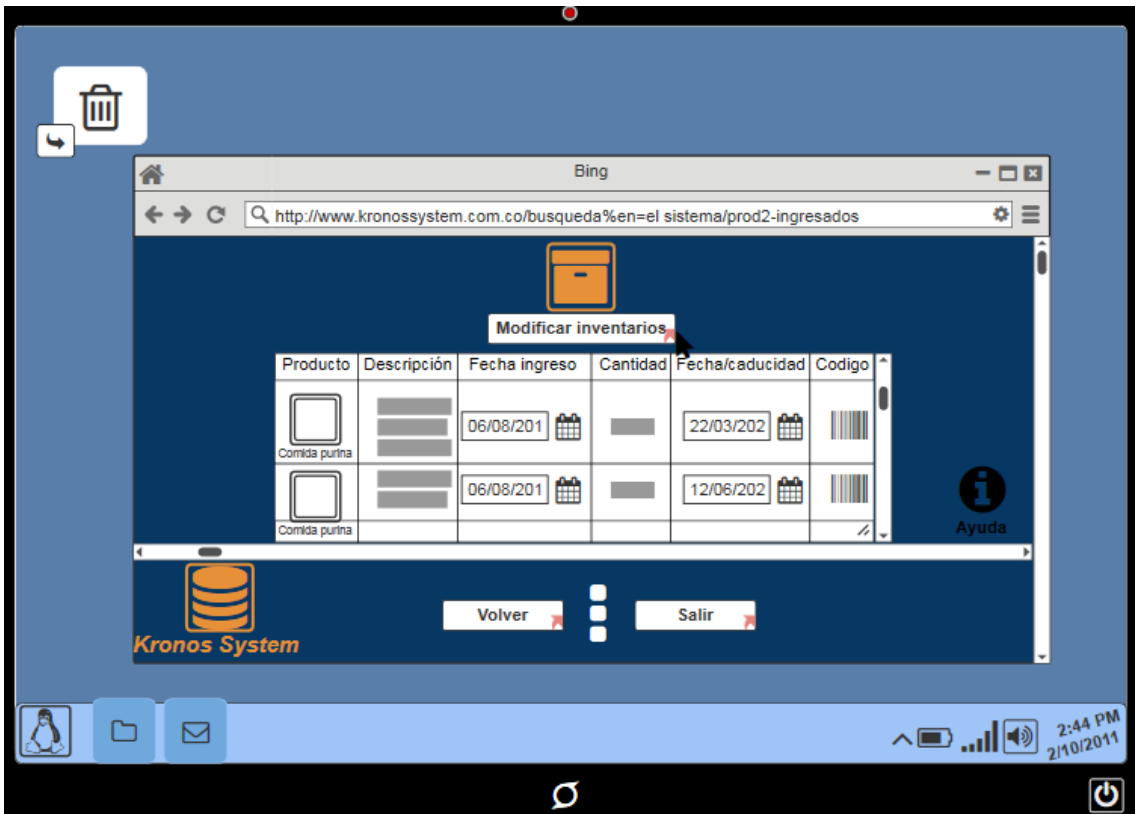 Bing
http://www.kronossystem.com.co/busqueda%en=el sistema/prod2-ingresados
Modificar inventarios
Producto Descripción Fecha ingreso Cantidad Fecha/caducidad Codigo
06/08/201 22/03/202
Comida purina
06/08/201 12/06/202
Comida purina
Ayuda
Volver Salir
Kronos System
2:44 PM
2/10/2011